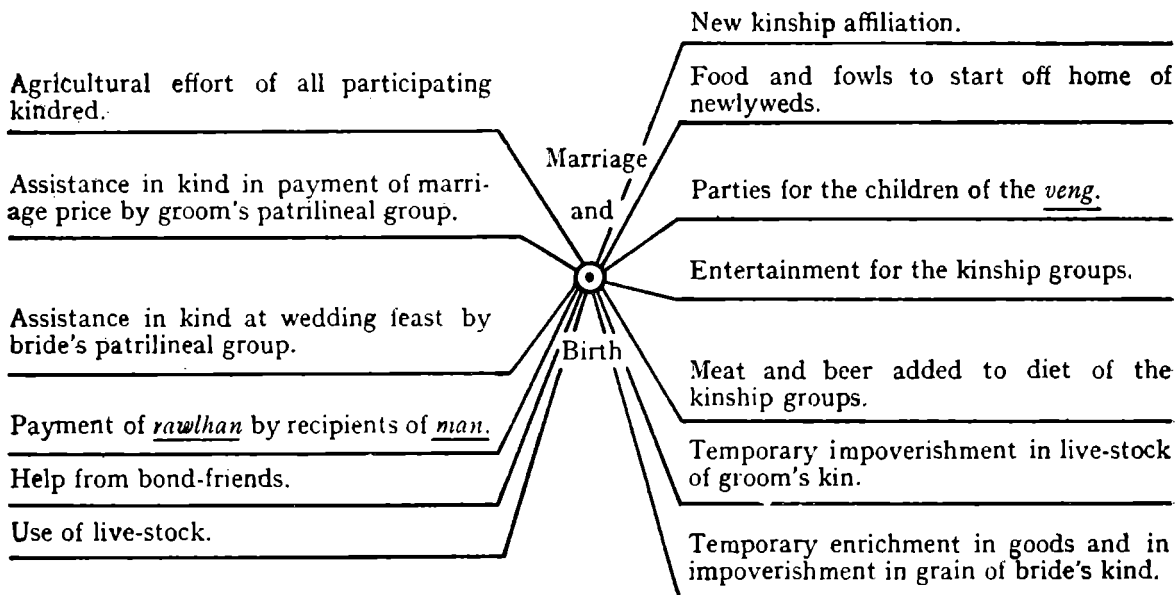 Agricultural effort of all participating
kindred.
Assistance in kind in payment of marri-
age price by groom's patrilineal group.
Assistance in kind at wedding feast by
bride's patrilineal group.
Payment of rawlhan by recipients of man.
Help from bond-friends.
Use of live-stock.
Marriage
and
Birth
New kinship affiliation.
Food and fowls to start off home of
newlyweds.
Parties for the children of the veng.
Entertainment for the kinship groups.
Meat and beer added to diet of the
kinship groups.
Temporary impoverishment in live-stock
of groom's kin.
Temporary enrichment in goods and in
impoverishment in grain of bride's kind.